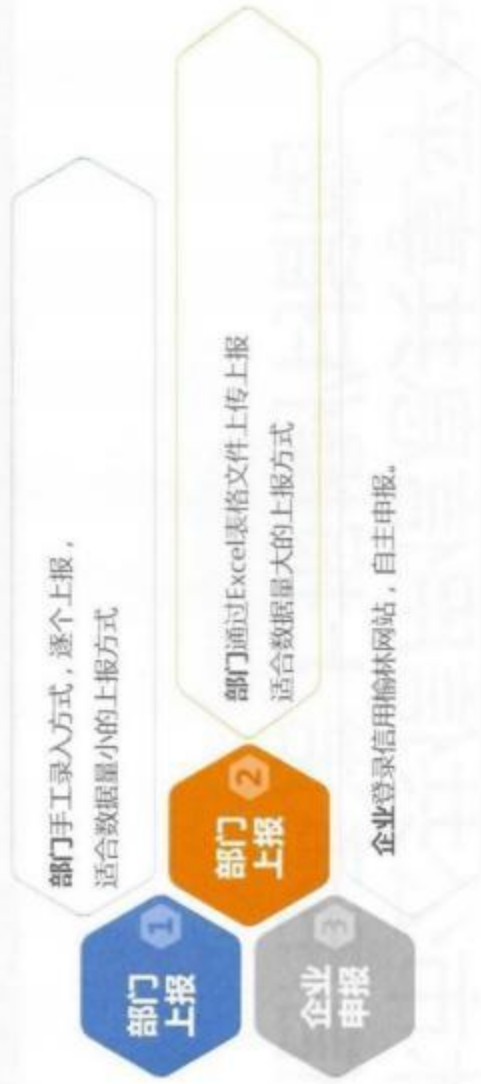 部门
上报
1
部门手工录入方式，逐个上报，
适合数据量小的上报方式
部门
上报
2
部门通过Excel表格文件上传上报
适合数据量大的上报方式
企业
申报
3
企业登录信用榆林网站，自主申报。